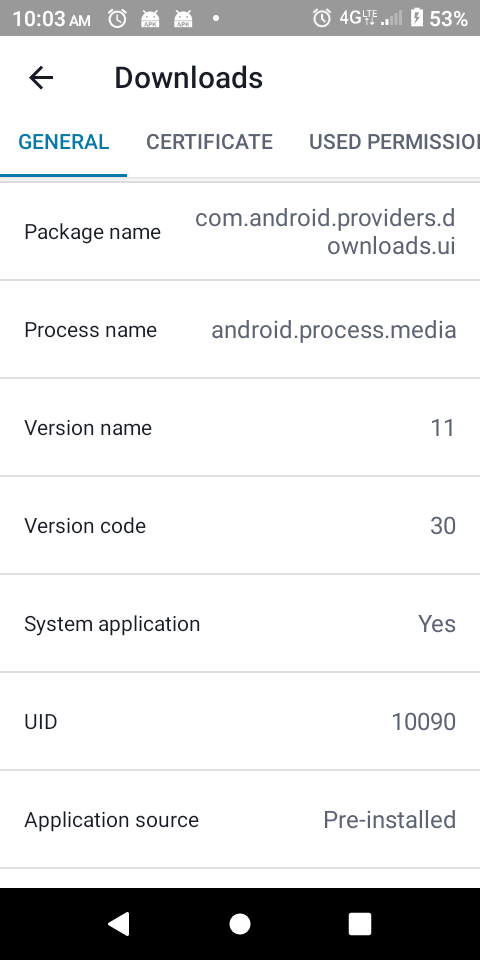 10:03 AM APK APK 4G LTE 53%
Downloads
GENERAL CERTIFICATE USED PERMISSIO
Package name com.android.providers.d
ownloads.ui
Process name android.process.media
Version name 11
Version code 30
System application Yes
UID 10090
Application source Pre-installed